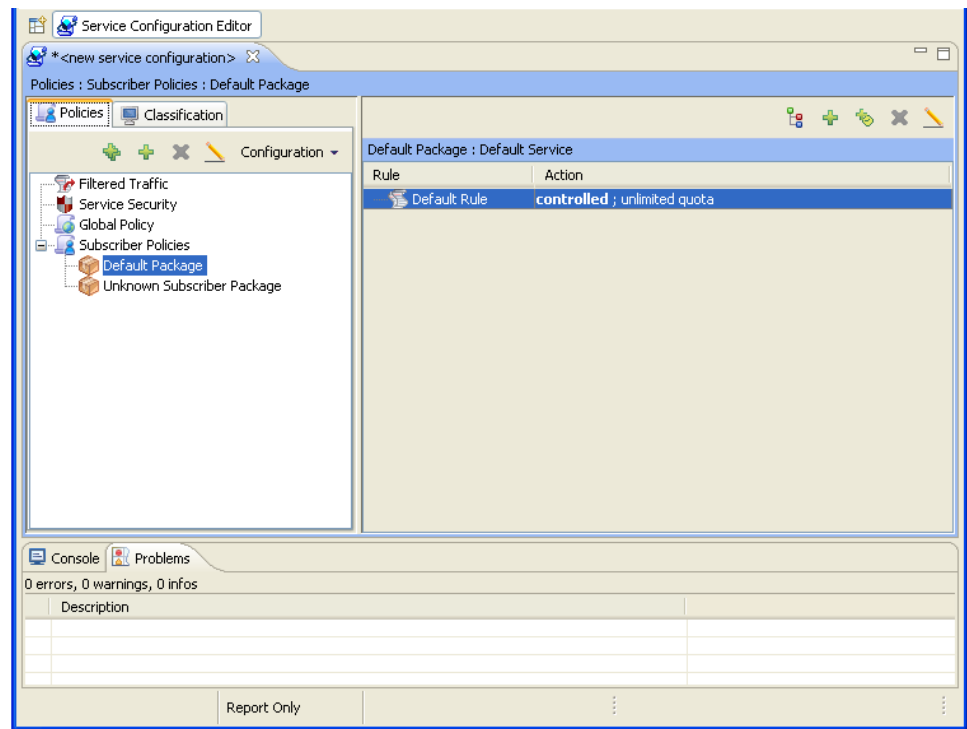 Service Configuration Editor
*<new service configuration>
Policies : Subscriber Policies : Default Package
Policies
Classification
Configuration
Filtered Traffic
Service Security
Global Policy
Subscriber Policies
Default Package
Unknown Subscriber Package
Default Package : Default Service
Rule Action
Default Rule controlled ; unlimited quota
Console
Problems
0 errors, 0 warnings, 0 infos
Description
Report Only